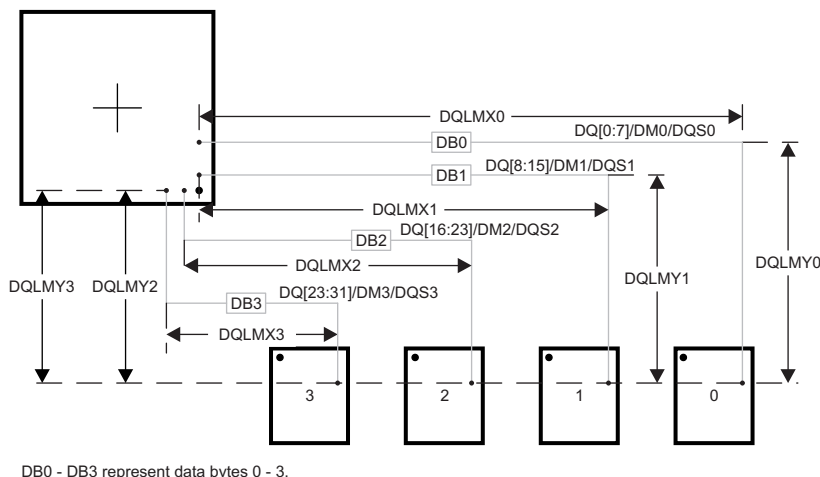 DQLMX0
DQ[0:7]/DM0/DQS0
DB0
DQ[8:15]/DM1/DQS1
DB1
DQLMX1
DQ[16:23]/DM2/DQS2
DB2
DQLMX2
DQLMY0
DQLMY1
DQLMY3
DQLMY2
DQ[23:31]/DM3/DQS3
DB3
DQLMX3
3
2
1
0
DB0 - DB3 represent data bytes 0 - 3.